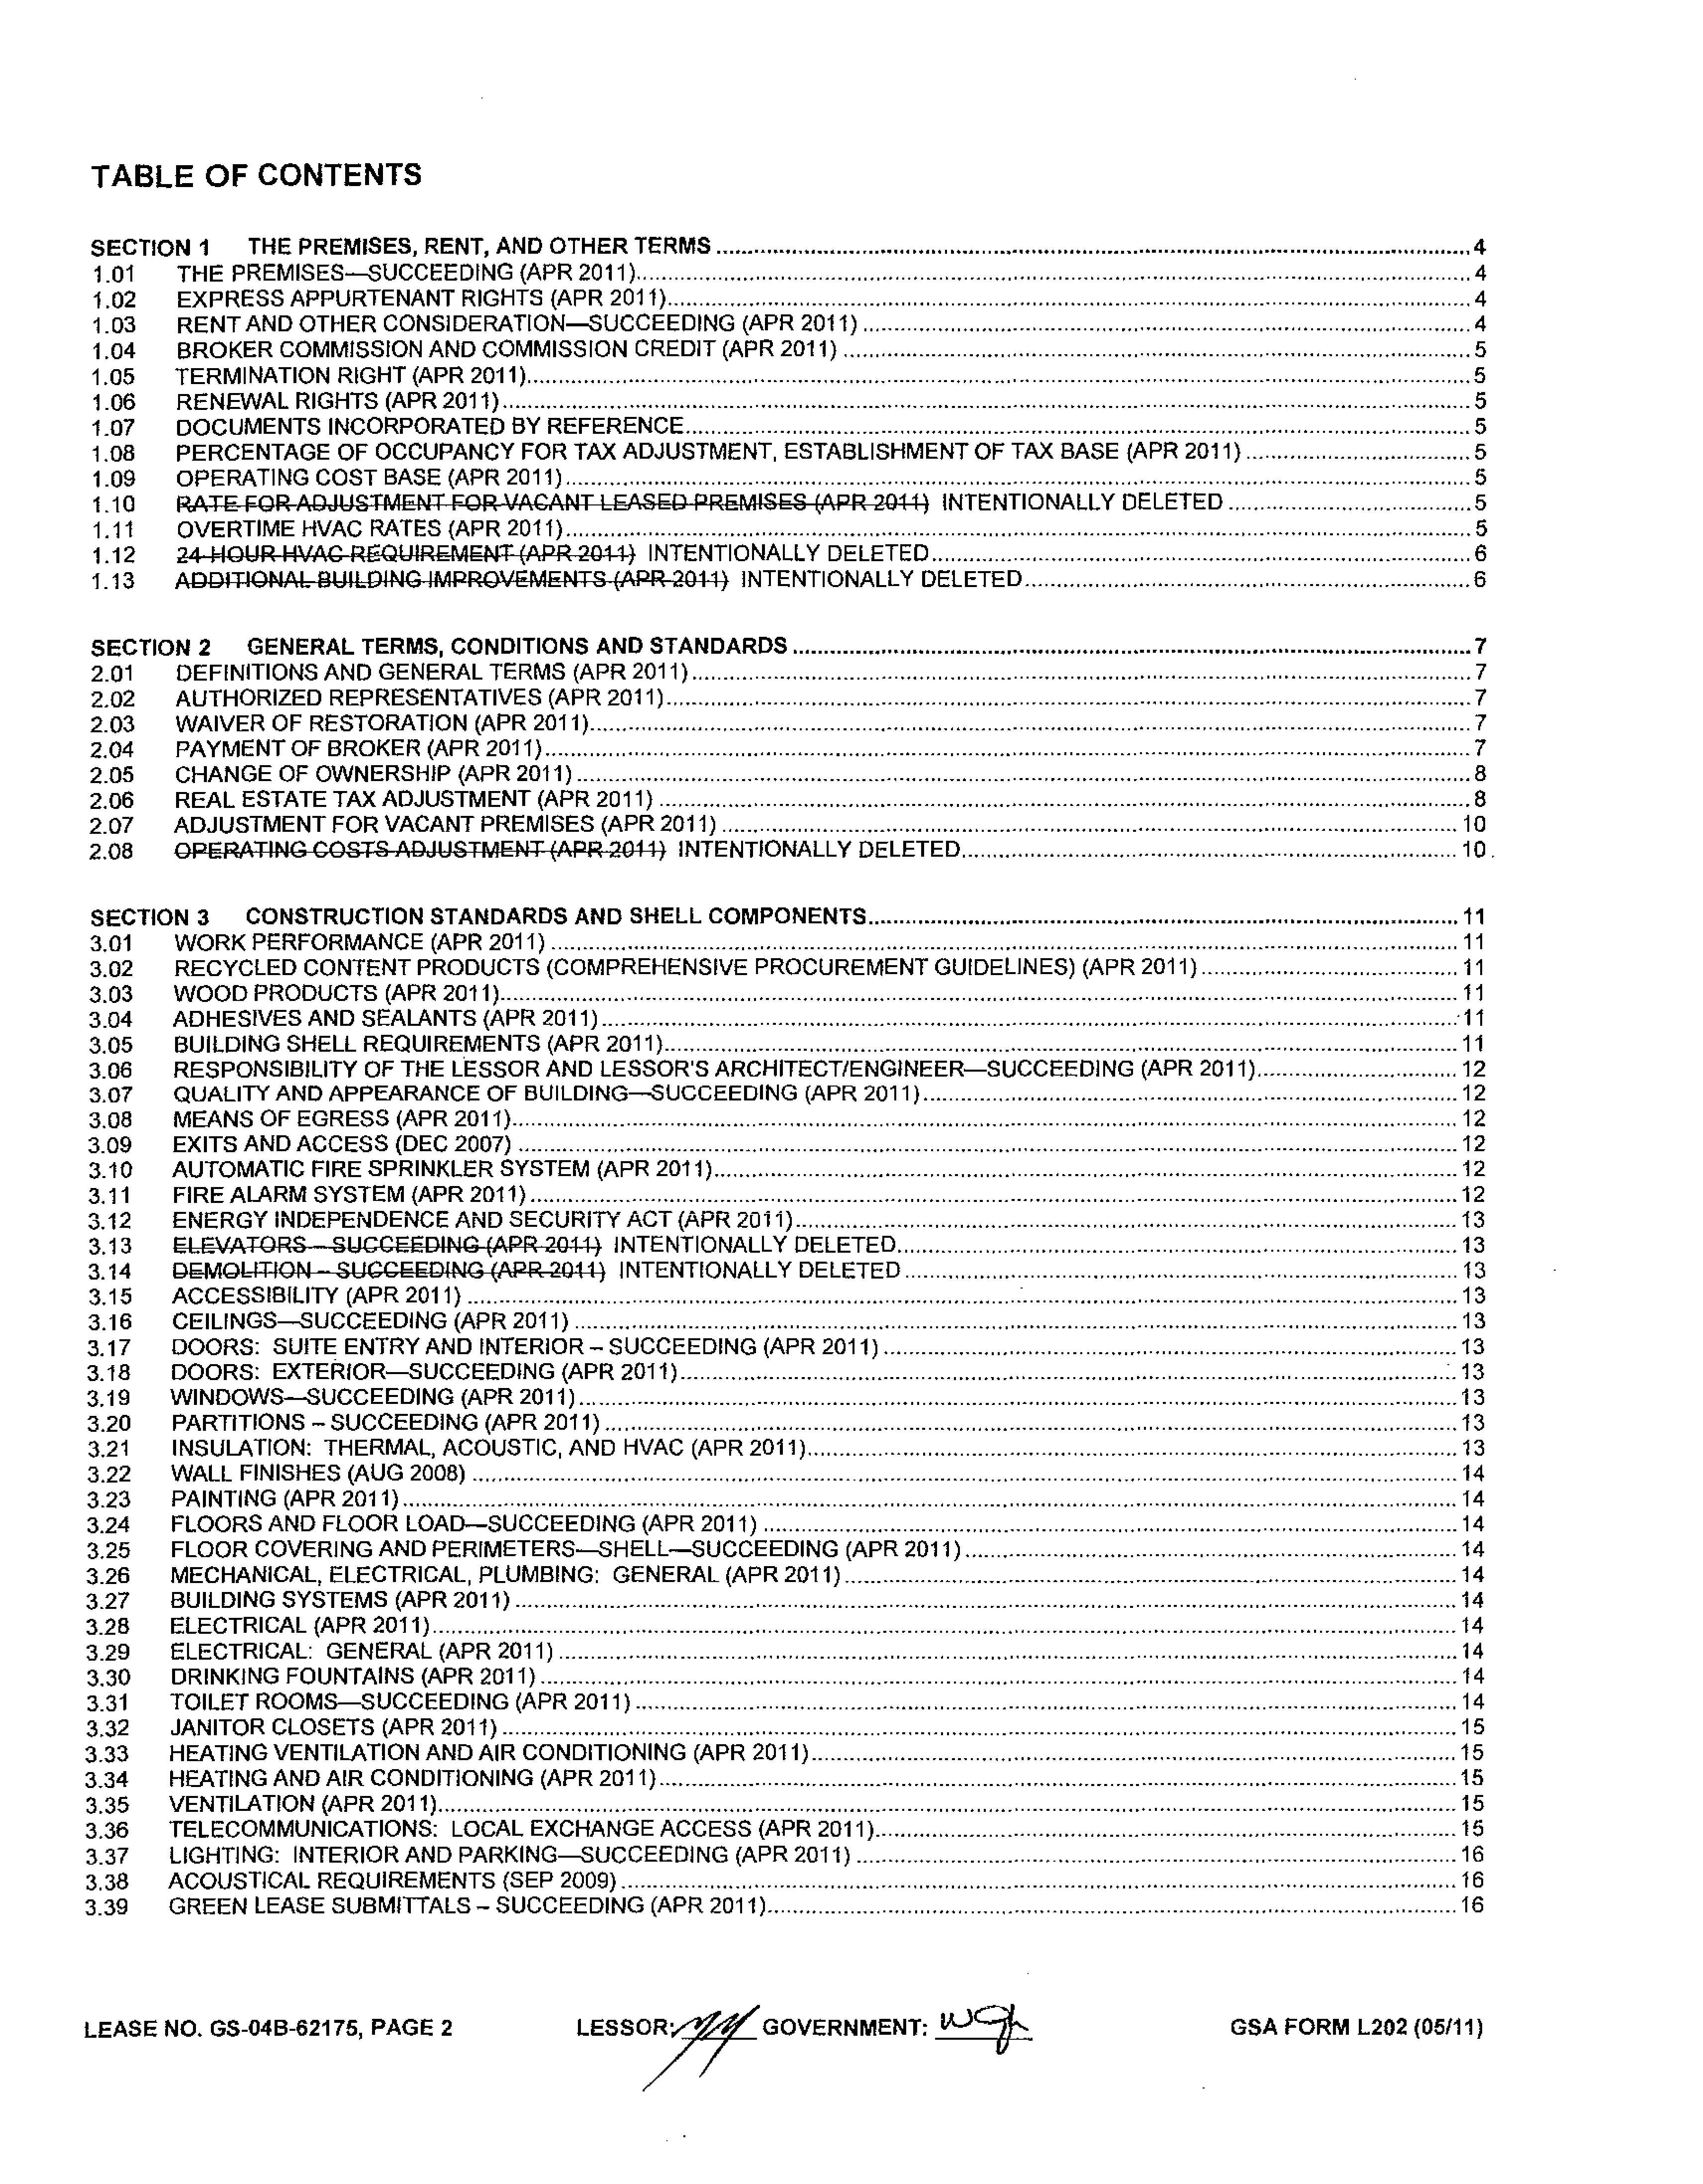 TABLE OF CONTENTS
SECTION 1 THE PREMISES, RENT, AND OTHER TERMS 4
1.01 THE PREMISES—SUCCEEDING (APR 2011) 4
1.02 EXPRESS APPURTENANT RIGHTS (APR 2011) 4
1.03 RENT AND OTHER CONSIDERATION—SUCCEEDING (APR 2011) 4
1.04 BROKER COMMISSION AND COMMISSION CREDIT (APR 2011) 5
1.05 TERMINATION RIGHT (APR 2011) 5
1.06 RENEWAL RIGHTS (APR 2011) 5
1.07 DOCUMENTS INCORPORATED BY REFERENCE 5
1.08 PERCENTAGE OF OCCUPANCY FOR TAX ADJUSTMENT, ESTABLISHMENT OF TAX BASE (APR 2011) 5
1.09 OPERATING COST BASE (APR 2011) 5
1.10 RATE FOR ADJUSTMENT FOR VACANT LEASED PREMISES (APR 2011) INTENTIONALLY DELETED 5
1.11 OVERTIME HVAC RATES (APR 2011) 5
1.12 24-HOUR HVAC REQUIREMENT (APR 2011) INTENTIONALLY DELETED 6
1.13 ADDITIONAL BUILDING IMPROVEMENTS (APR 2011) INTENTIONALLY DELETED 6
SECTION 2 GENERAL TERMS, CONDITIONS AND STANDARDS 7
2.01 DEFINITIONS AND GENERAL TERMS (APR 2011) 7
2.02 AUTHORIZED REPRESENTATIVES (APR 2011) 7
2.03 WAIVER OF RESTORATION (APR 2011) 7
2.04 PAYMENT OF BROKER (APR 2011) 7
2.05 CHANGE OF OWNERSHIP (APR 2011) 8
2.06 REAL ESTATE TAX ADJUSTMENT (APR 2011) 8
2.07 ADJUSTMENT FOR VACANT PREMISES (APR 2011) 10
2.08 OPERATING COSTS ADJUSTMENT (APR 2011) INTENTIONALLY DELETED 10
SECTION 3 CONSTRUCTION STANDARDS AND SHELL COMPONENTS 11
3.01 WORK PERFORMANCE (APR 2011) 11
3.02 RECYCLED CONTENT PRODUCTS (COMPREHENSIVE PROCUREMENT GUIDELINES) (APR 2011) 11
3.03 WOOD PRODUCTS (APR 2011) 11
3.04 ADHESIVES AND SEALANTS (APR 2011) 11
3.05 BUILDING SHELL REQUIREMENTS (APR 2011) 11
3.06 RESPONSIBILITY OF THE LESSOR AND LESSOR'S ARCHITECT/ENGINEER—SUCCEEDING (APR 2011) 12
3.07 QUALITY AND APPEARANCE OF BUILDING—SUCCEEDING (APR 2011) 12
3.08 MEANS OF EGRESS (APR 2011) 12
3.09 EXITS AND ACCESS (DEC 2007) 12
3.10 AUTOMATIC FIRE SPRINKLER SYSTEM (APR 2011) 12
3.11 FIRE ALARM SYSTEM (APR 2011) 12
3.12 ENERGY INDEPENDENCE AND SECURITY ACT (APR 2011) 13
3.13 ELEVATORS—SUCCEEDING (APR 2011) INTENTIONALLY DELETED 13
3.14 DEMOLITION – SUCCEEDING (APR 2011) INTENTIONALLY DELETED 13
3.15 ACCESSIBILITY (APR 2011) 13
3.16 CEILINGS—SUCCEEDING (APR 2011) 13
3.17 DOORS: SUITE ENTRY AND INTERIOR – SUCCEEDING (APR 2011) 13
3.18 DOORS: EXTERIOR—SUCCEEDING (APR 2011) 13
3.19 WINDOWS—SUCCEEDING (APR 2011) 13
3.20 PARTITIONS – SUCCEEDING (APR 2011) 13
3.21 INSULATION: THERMAL, ACOUSTIC, AND HVAC (APR 2011) 13
3.22 WALL FINISHES (AUG 2008) 14
3.23 PAINTING (APR 2011) 14
3.24 FLOORS AND FLOOR LOAD—SUCCEEDING (APR 2011) 14
3.25 FLOOR COVERING AND PERIMETERS—SHELL—SUCCEEDING (APR 2011) 14
3.26 MECHANICAL, ELECTRICAL, PLUMBING: GENERAL (APR 2011) 14
3.27 BUILDING SYSTEMS (APR 2011) 14
3.28 ELECTRICAL (APR 2011) 14
3.29 ELECTRICAL: GENERAL (APR 2011) 14
3.30 DRINKING FOUNTAINS (APR 2011) 14
3.31 TOILET ROOMS—SUCCEEDING (APR 2011) 14
3.32 JANITOR CLOSETS (APR 2011) 15
3.33 HEATING VENTILATION AND AIR CONDITIONING (APR 2011) 15
3.34 HEATING AND AIR CONDITIONING (APR 2011) 15
3.35 VENTILATION (APR 2011) 15
3.36 TELECOMMUNICATIONS: LOCAL EXCHANGE ACCESS (APR 2011) 15
3.37 LIGHTING: INTERIOR AND PARKING—SUCCEEDING (APR 2011) 16
3.38 ACOUSTICAL REQUIREMENTS (SEP 2009) 16
3.39 GREEN LEASE SUBMITTALS – SUCCEEDING (APR 2011) 16
LEASE NO. GS-04B-62175, PAGE 2 LESSOR: GOVERNMENT: GSA FORM L202 (05/11)